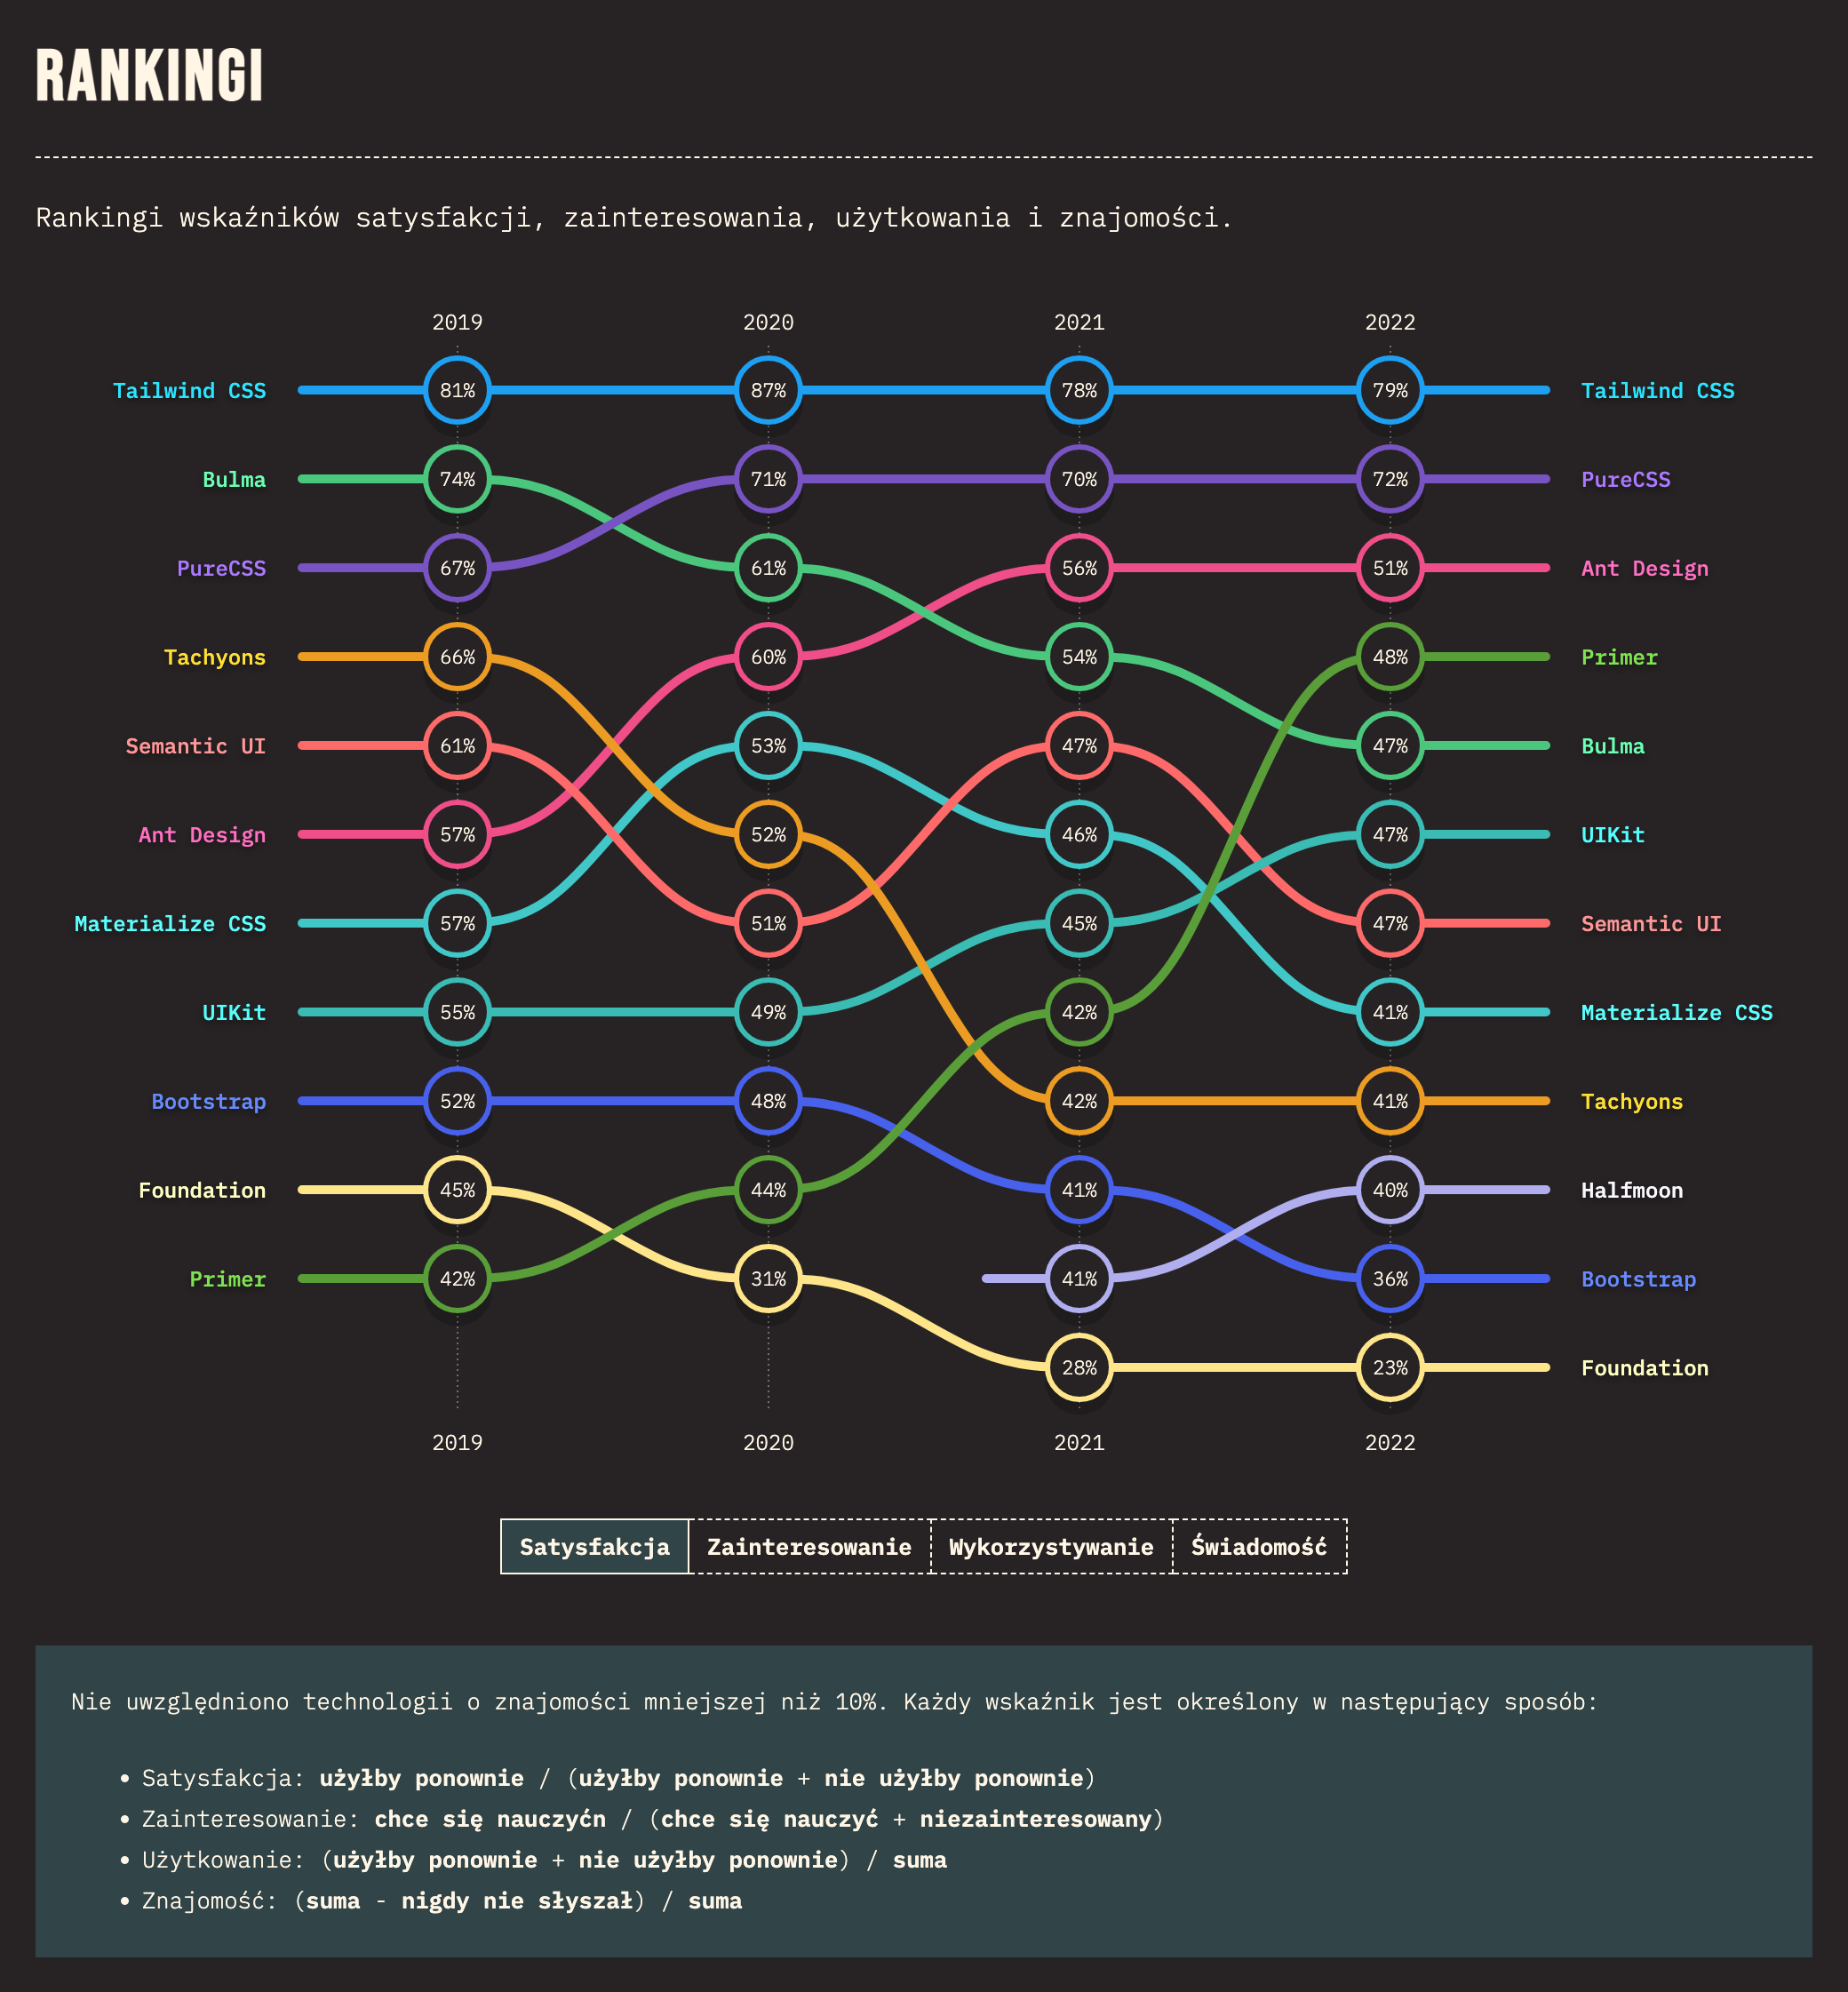 RANKINGI
Rankingi wskaźników satysfakcji, zainteresowania, użytkowania i znajomości.
2019 2020 2021 2022
Tailwind CSS 81% 87% 78% 79% Tailwind CSS
Bulma 74% 71% 70% 72% PureCSS
PureCSS 67% 61% 56% 51% Ant Design
Tachyons 66% 60% 54% 48% Primer
Semantic UI 61% 53% 47% 47% Bulma
Ant Design 57% 52% 46% 47% UIKit
Materialize CSS 57% 51% 45% 47% Semantic UI
UIKit 55% 49% 42% 41% Materialize CSS
Bootstrap 52% 48% 42% 41% Tachyons
Foundation 45% 44% 41% 40% Halfmoon
Primer 42% 31% 41% 36% Bootstrap
28% 23% Foundation
2019 2020 2021 2022
Satysfakcja Zainteresowanie Wykorzystywanie Świadomość
Nie uwzględniono technologii o znajomości mniejszej niż 10%. Każdy wskaźnik jest określony w następujący sposób:
• Satysfakcja: użyłby ponownie / (użyłby ponownie + nie użyłby ponownie)
• Zainteresowanie: chce się nauczyćn / (chce się nauczyć + niezainteresowany)
• Użytkowanie: (użyłby ponownie + nie użyłby ponownie) / suma
• Znajomość: (suma - nigdy nie słyszał) / suma